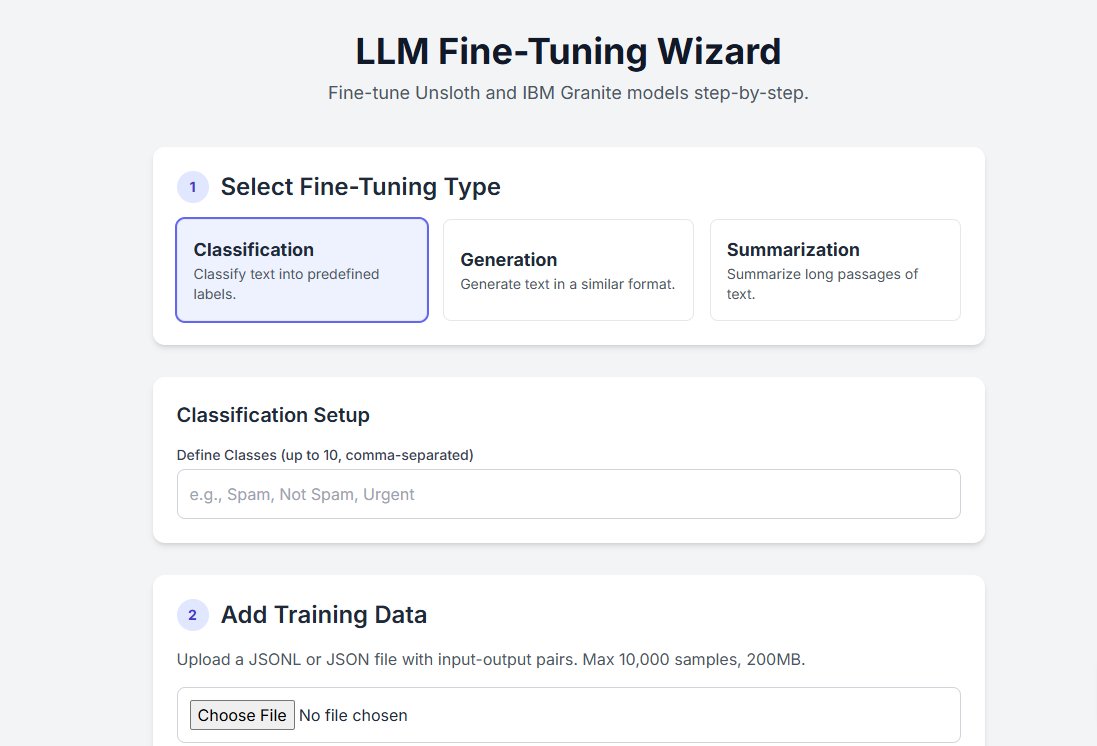 LLM Fine-Tuning Wizard
Fine-tune Unsloth and IBM Granite models step-by-step.
1 Select Fine-Tuning Type
Classification
Classify text into predefined
labels.
Generation
Generate text in a similar format.
Summarization
Summarize long passages of
text.
Classification Setup
Define Classes (up to 10, comma-separated)
e.g., Spam, Not Spam, Urgent
2 Add Training Data
Upload a JSONL or JSON file with input-output pairs. Max 10,000 samples, 200MB.
Choose File No file chosen